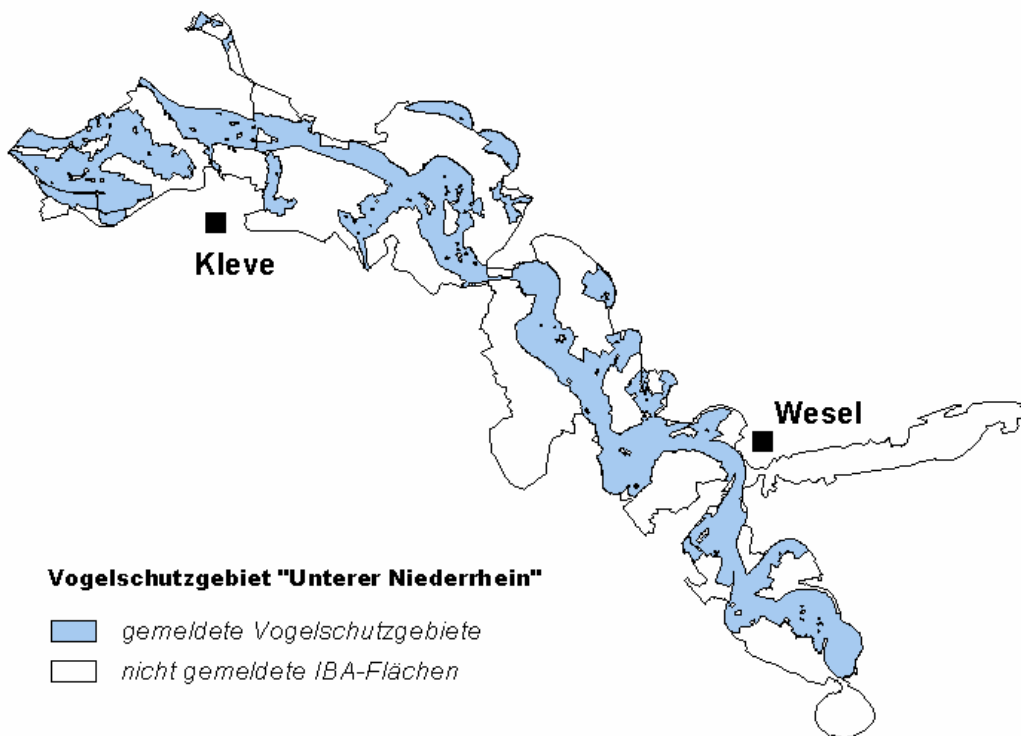 Kleve
Wesel
Vogelschutzgebiet "Unterer Niederrhein"
gemeldete Vogelschutzgebiete
nicht gemeldete IBA-Flächen